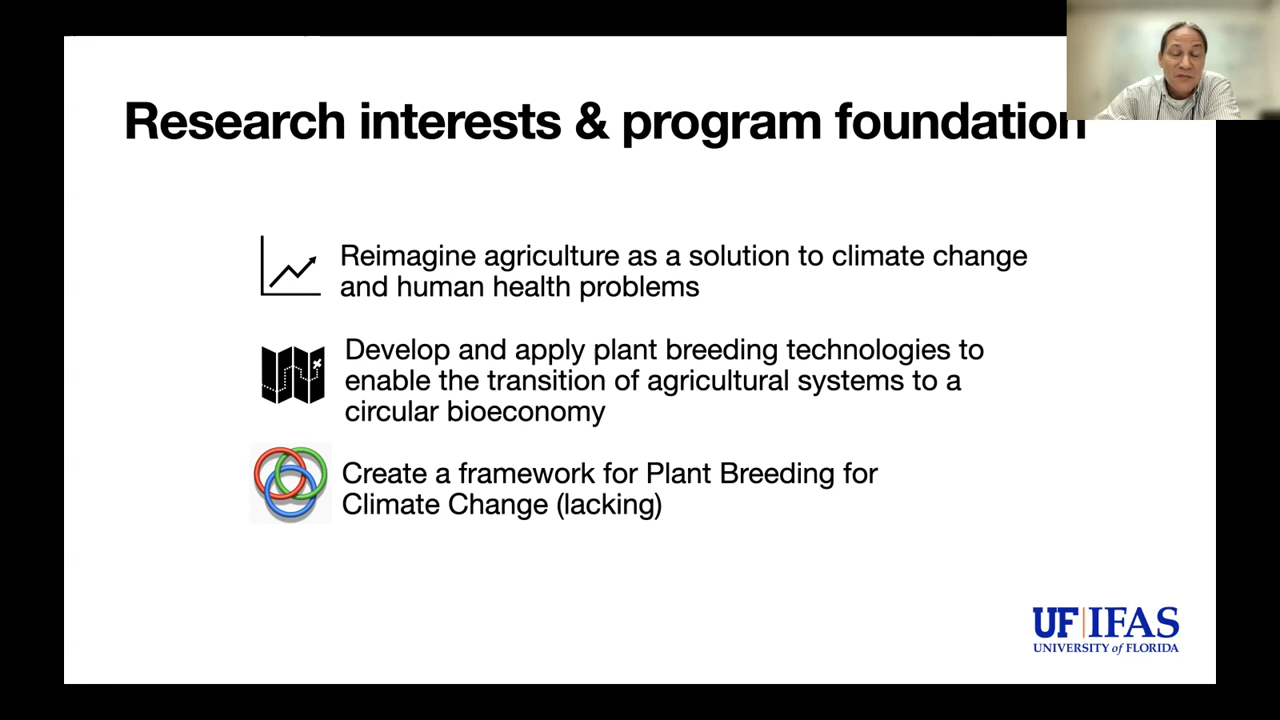 Research interests & program foundation
Reimagine agriculture as a solution to climate change
and human health problems
Develop and apply plant breeding technologies to
enable the transition of agricultural systems to a
circular bioeconomy
Create a framework for Plant Breeding for
Climate Change (lacking)
UF|IFAS
UNIVERSITY of FLORIDA